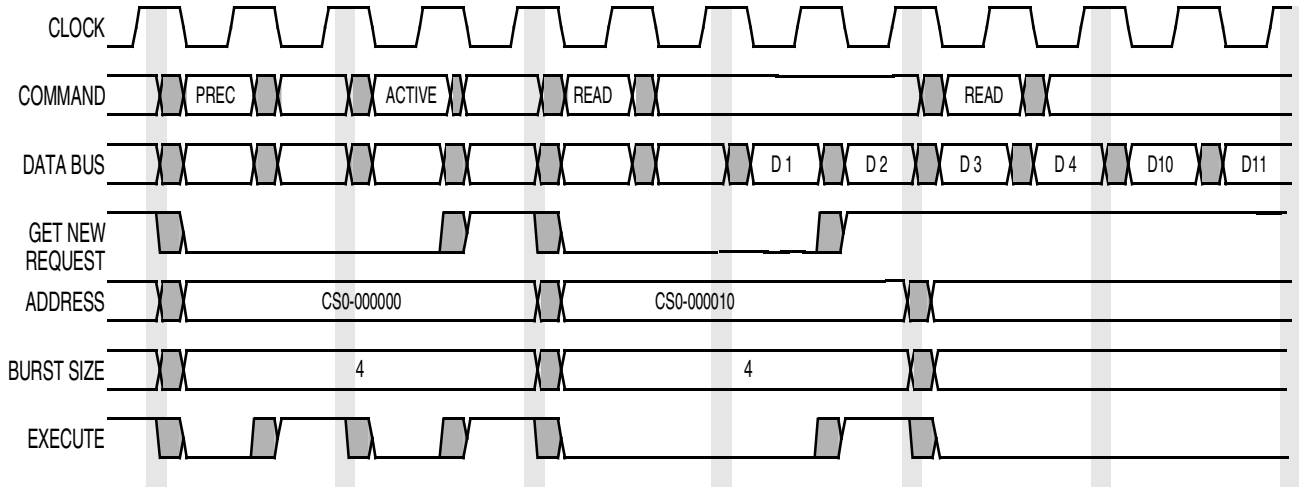 CLOCK
COMMAND PREC ACTIVE READ READ
DATA BUS D 1 D 2 D 3 D 4 D10 D11
GET NEW
REQUEST
ADDRESS CS0-000000 CS0-000010
BURST SIZE 4 4
EXECUTE